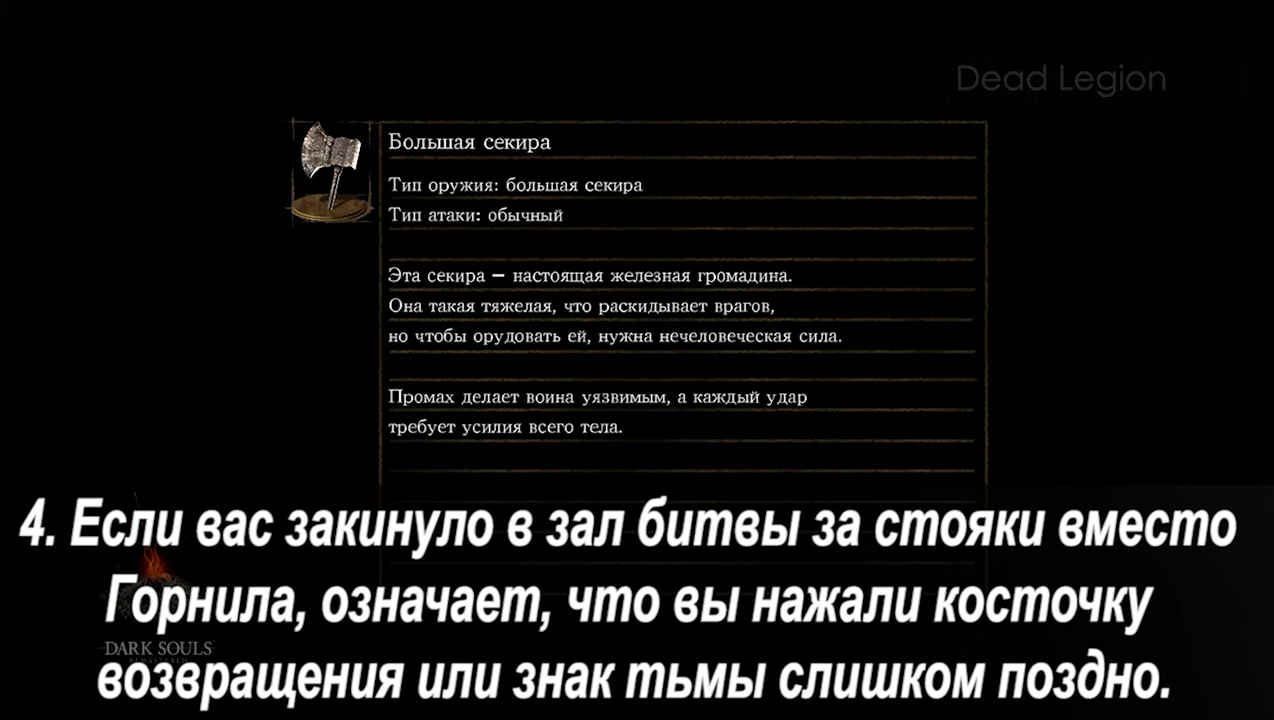 Dead Legion
Большая секира
Тип оружия: большая секира
Тип атаки: обычный
Эта секира — настоящая железная громадина.
Она такая тяжелая, что раскидывает врагов,
но чтобы орудовать ей, нужна нечеловеческая сила.
Промах делает воина уязвимым, а каждый удар
требует усилия всего тела.
4. Если вас закинуло в зал битвы за стояки вместо
Горнила, означает, что вы нажали косточку
DARK SOULS
REMASTERED
возвращения или знак тьмы слишком поздно.